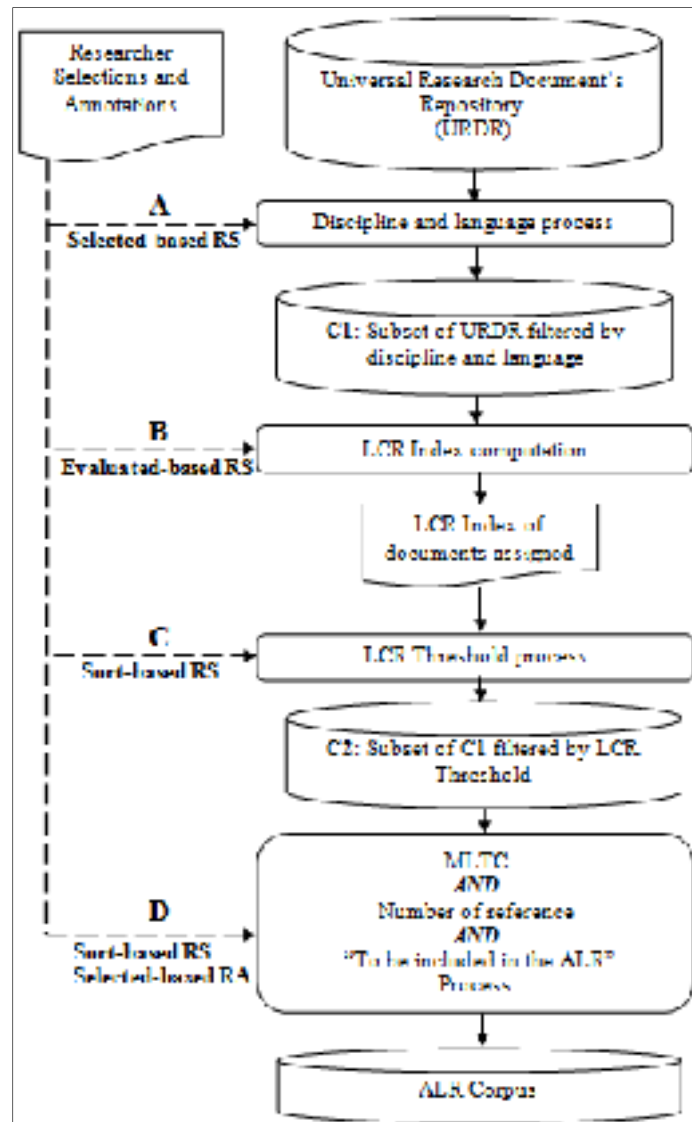 Researcher
Selections and
Annotations
Universal Research Document's
Repository
(URDR)
A
Selected-based RS
Discipline and language process
C1: Subset of URDR filtered by
discipline and language
B
Evaluated-based RS
LCR Index computation
LCR Index of
documents assigned
C
Sort-based RS
LCR Threshold process
C2: Subset of C1 filtered by LCR
Threshold
D
Sort-based RS
Selected-based RA
MLTC
AND
Number of reference
AND
"To be included in the ALR"
Process
ALR Corpus